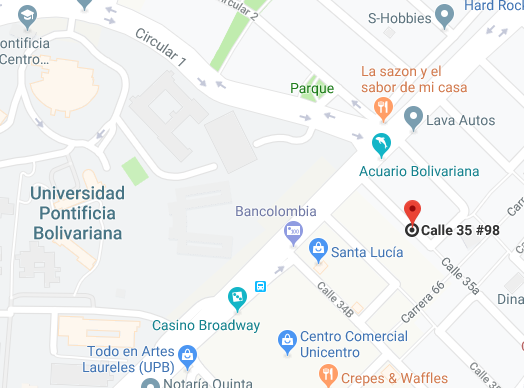 Circular 2
Hard Rock
S-Hobbies
ontificia
Centro...
Circular 1
La sazon y el
sabor de mi casa
Parque
Lava Autos
Acuario Bolivariana
Universidad
Pontificia
Bolivariana
Bancolombia
Calle 35 #98
Carrera
Santa Lucía
Calle 35a
Calle 34B
Carrera 66
Dina
Casino Broadway
Centro Comercial
Unicentro
Todo en Artes
Laureles (UPB)
Crepes & Waffles
Notaría Quinta